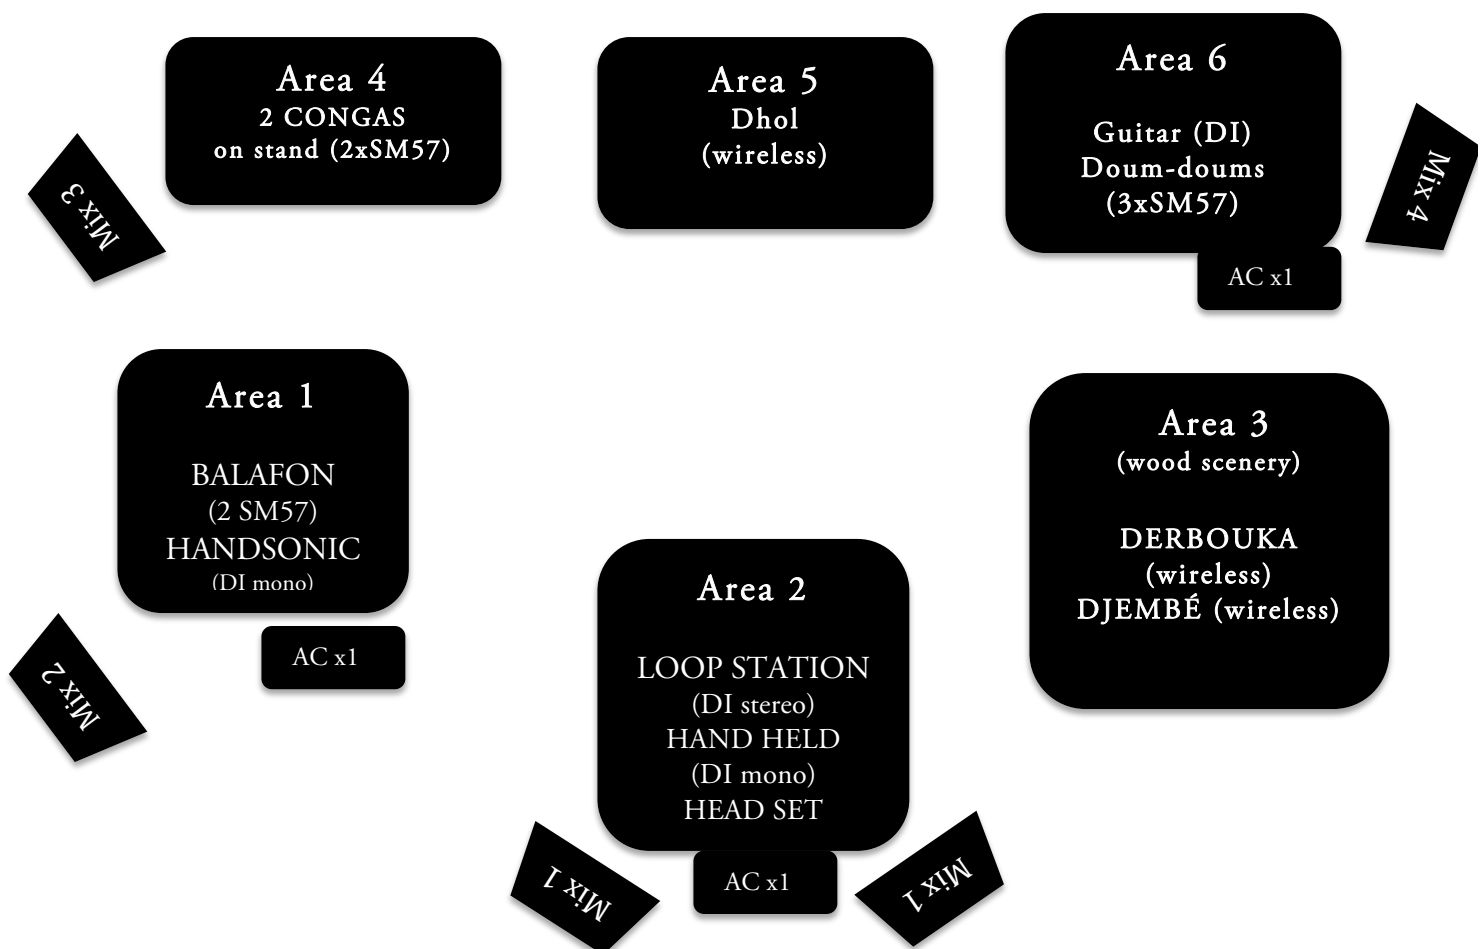 Area 4
2 CONGAS
on stand (2xSM57)
Area 5
Dhol
(wireless)
Area 6
Guitar (DI)
Doum-doums
(3xSM57)
AC x1
Mix 3
Mix 4
Area 1
BALAFON
(2 SM57)
HANDSONIC
(DI mono)
AC x1
Mix 2
Area 2
LOOP STATION
(DI stereo)
HAND HELD
(DI mono)
HEAD SET
Mix 1
AC x1
Mix 1
Area 3
(wood scenery)
DERBOUKA
(wireless)
DJEMBÉ (wireless)